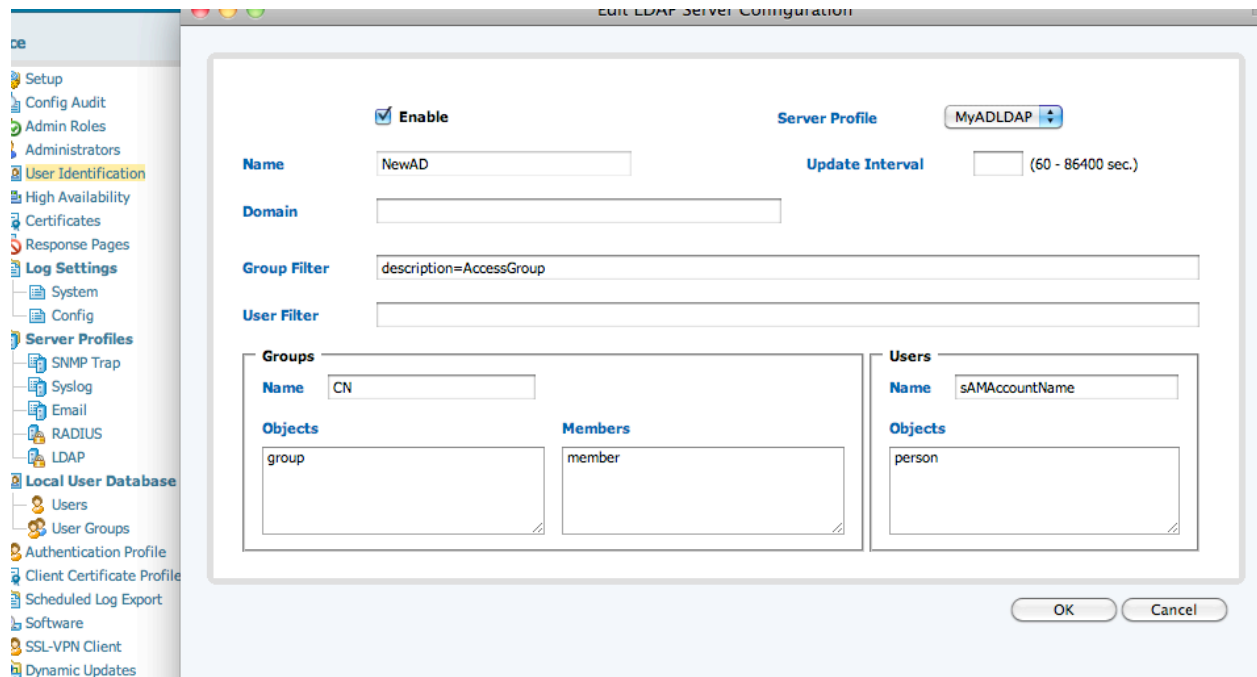 Edit LDAP Server Configuration
ce
Setup
Config Audit
Admin Roles
Administrators
User Identification
High Availability
Certificates
Response Pages
Log Settings
System
Config
Server Profiles
SNMP Trap
Syslog
Email
RADIUS
LDAP
Local User Database
Users
User Groups
Authentication Profile
Client Certificate Profile
Scheduled Log Export
Software
SSL-VPN Client
Dynamic Updates
Enable
Server Profile MyADLDAP
Name NewAD
Update Interval (60 - 86400 sec.)
Domain
Group Filter description=AccessGroup
User Filter
Groups
Name CN
Objects Members
group member
Users
Name sAMAccountName
Objects
person
OK Cancel